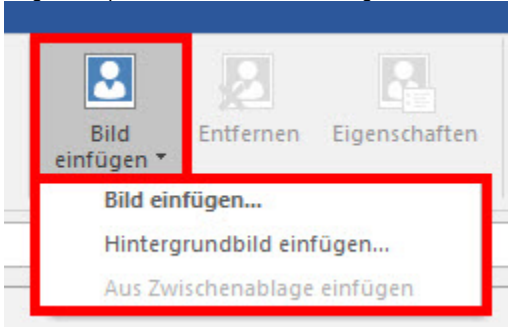 Bild einfügen Entfernen Eigenschaften
Bild einfügen...
Hintergrundbild einfügen...
Aus Zwischenablage einfügen